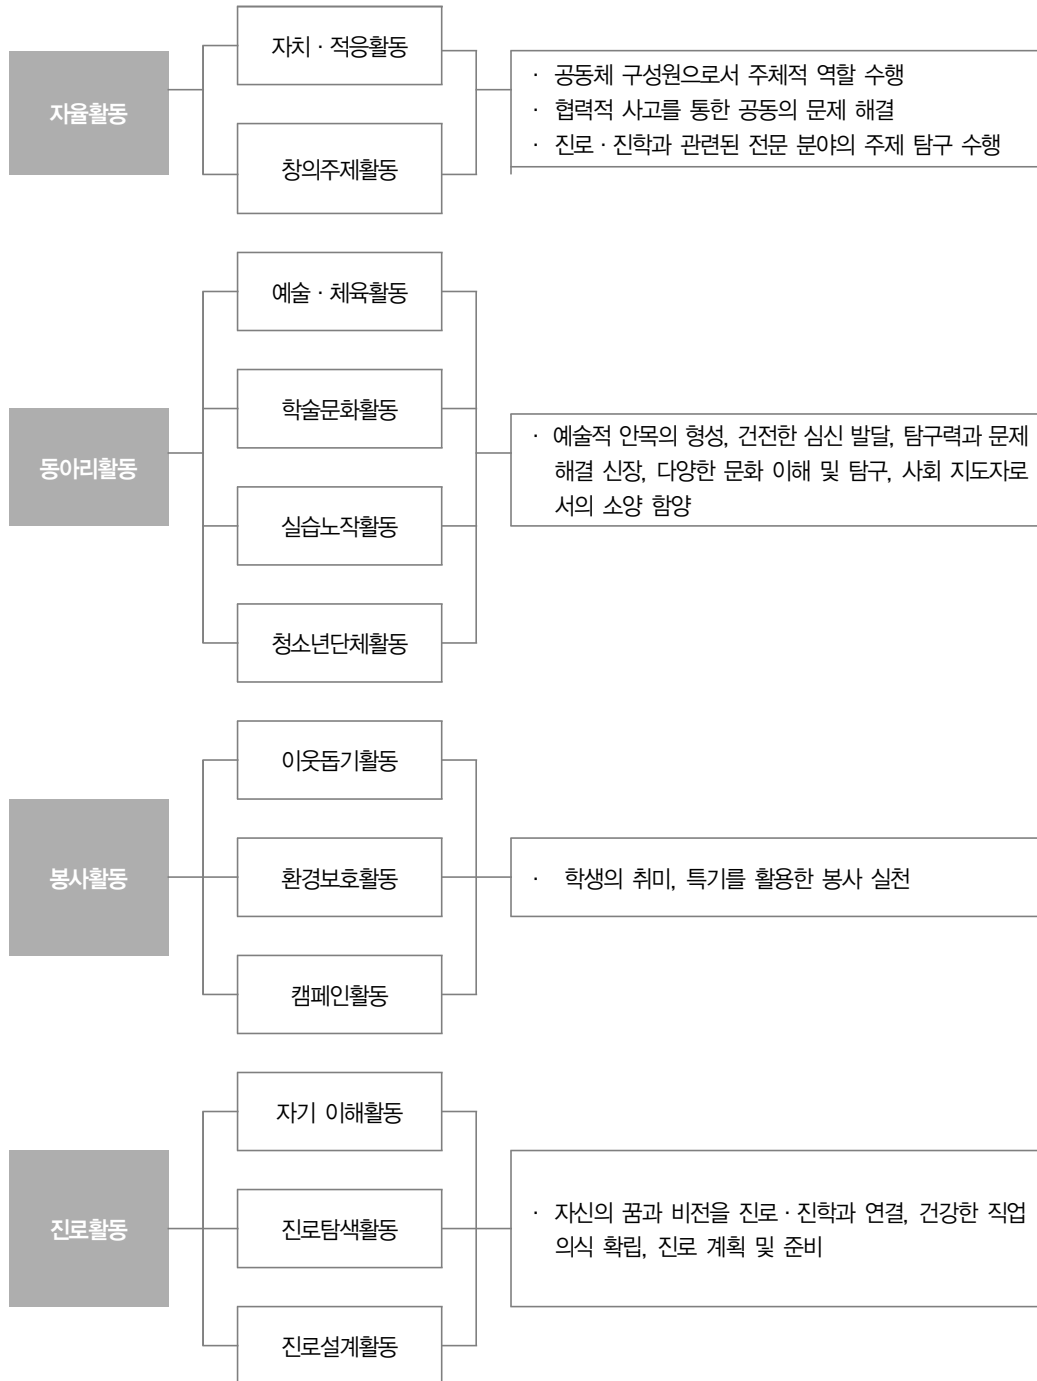 자율활동
자치 · 적응활동
창의주제활동
· 공동체 구성원으로서 주체적 역할 수행
· 협력적 사고를 통한 공동의 문제 해결
· 진로 · 진학과 관련된 전문 분야의 주제 탐구 수행
동아리활동
예술 · 체육활동
학술문화활동
실습노작활동
청소년단체활동
· 예술적 안목의 형성, 건전한 심신 발달, 탐구력과 문제
해결 신장, 다양한 문화 이해 및 탐구, 사회 지도자로
서의 소양 함양
봉사활동
이웃돕기활동
환경보호활동
캠페인활동
· 학생의 취미, 특기를 활용한 봉사 실천
진로활동
자기 이해활동
진로탐색활동
진로설계활동
· 자신의 꿈과 비전을 진로 · 진학과 연결, 건강한 직업
의식 확립, 진로 계획 및 준비